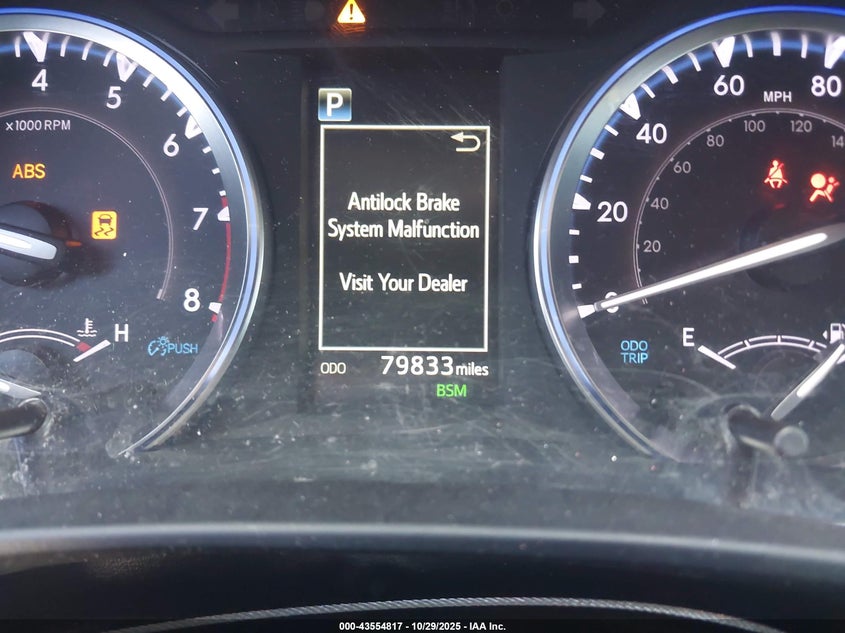 4
5
6
7
8
x1000 RPM
ABS
H
PUSH
P
Antilock Brake
System Malfunction
Visit Your Dealer
ODO 79833 miles
BSM
0
20
40
60
80
MPH
20
40
60
80
100
120
E
ODO
TRIP
000-43554817 - 10/29/2025 - IAA Inc.